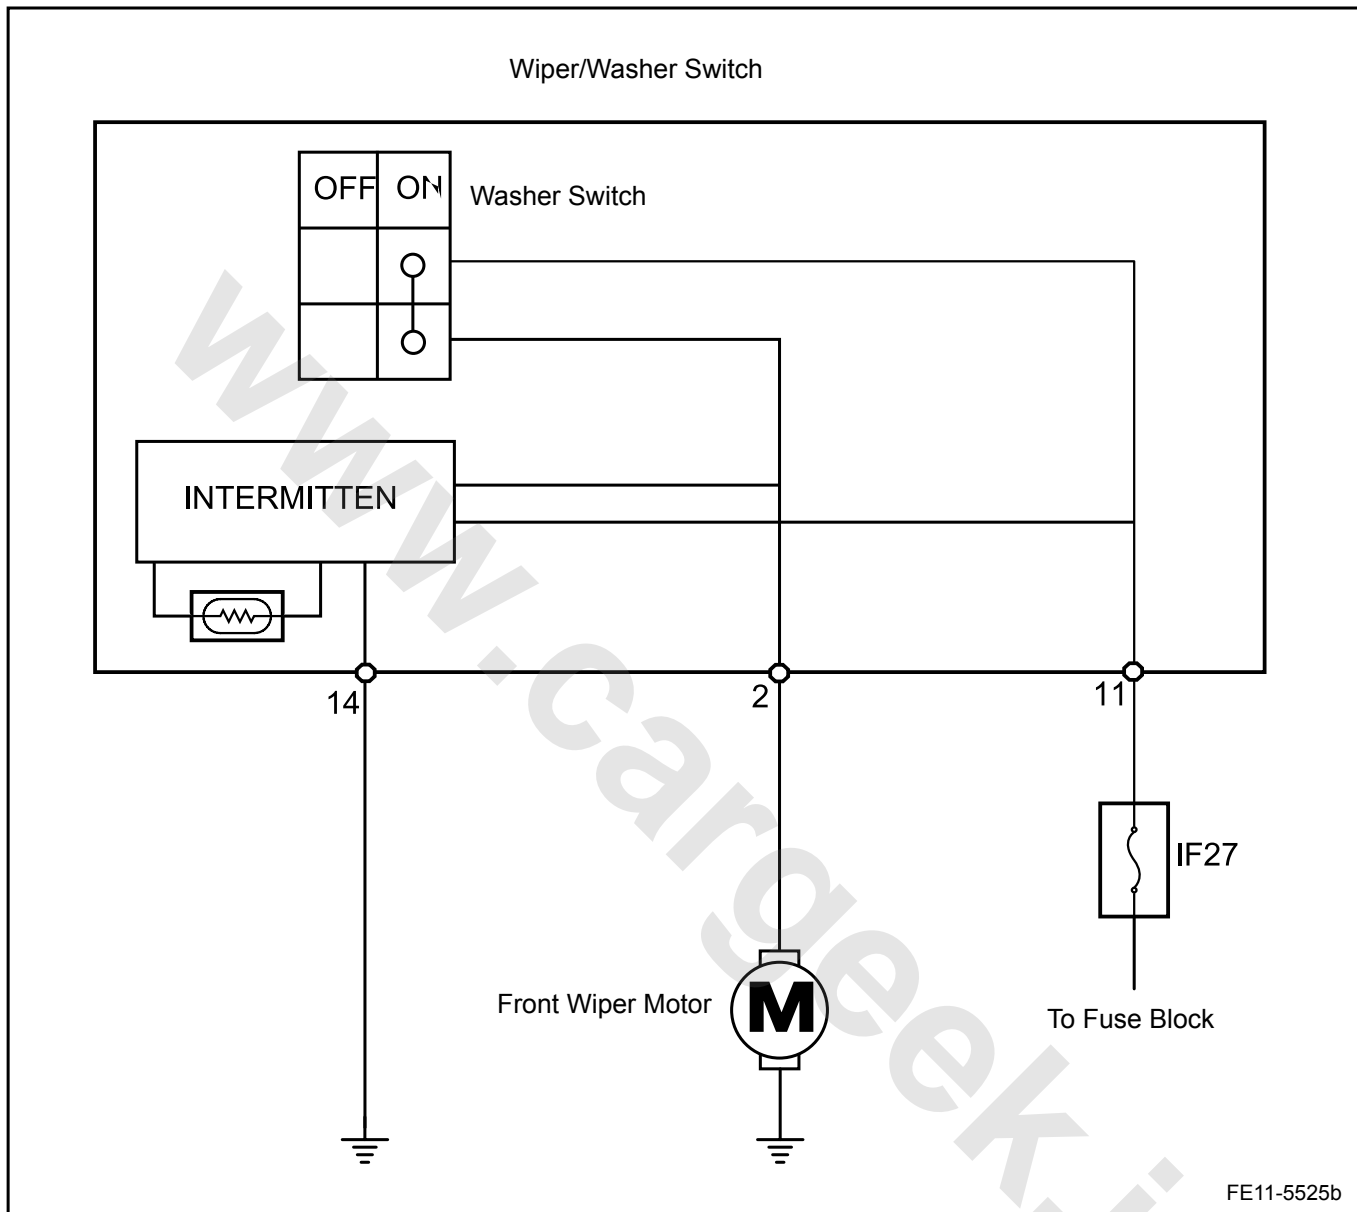 Wiper/Washer Switch
OFF ON
Washer Switch
INTERMITTEN
14
2
11
IF27
Front Wiper Motor
M
To Fuse Block
www.cargeek.i
FE11-5525b